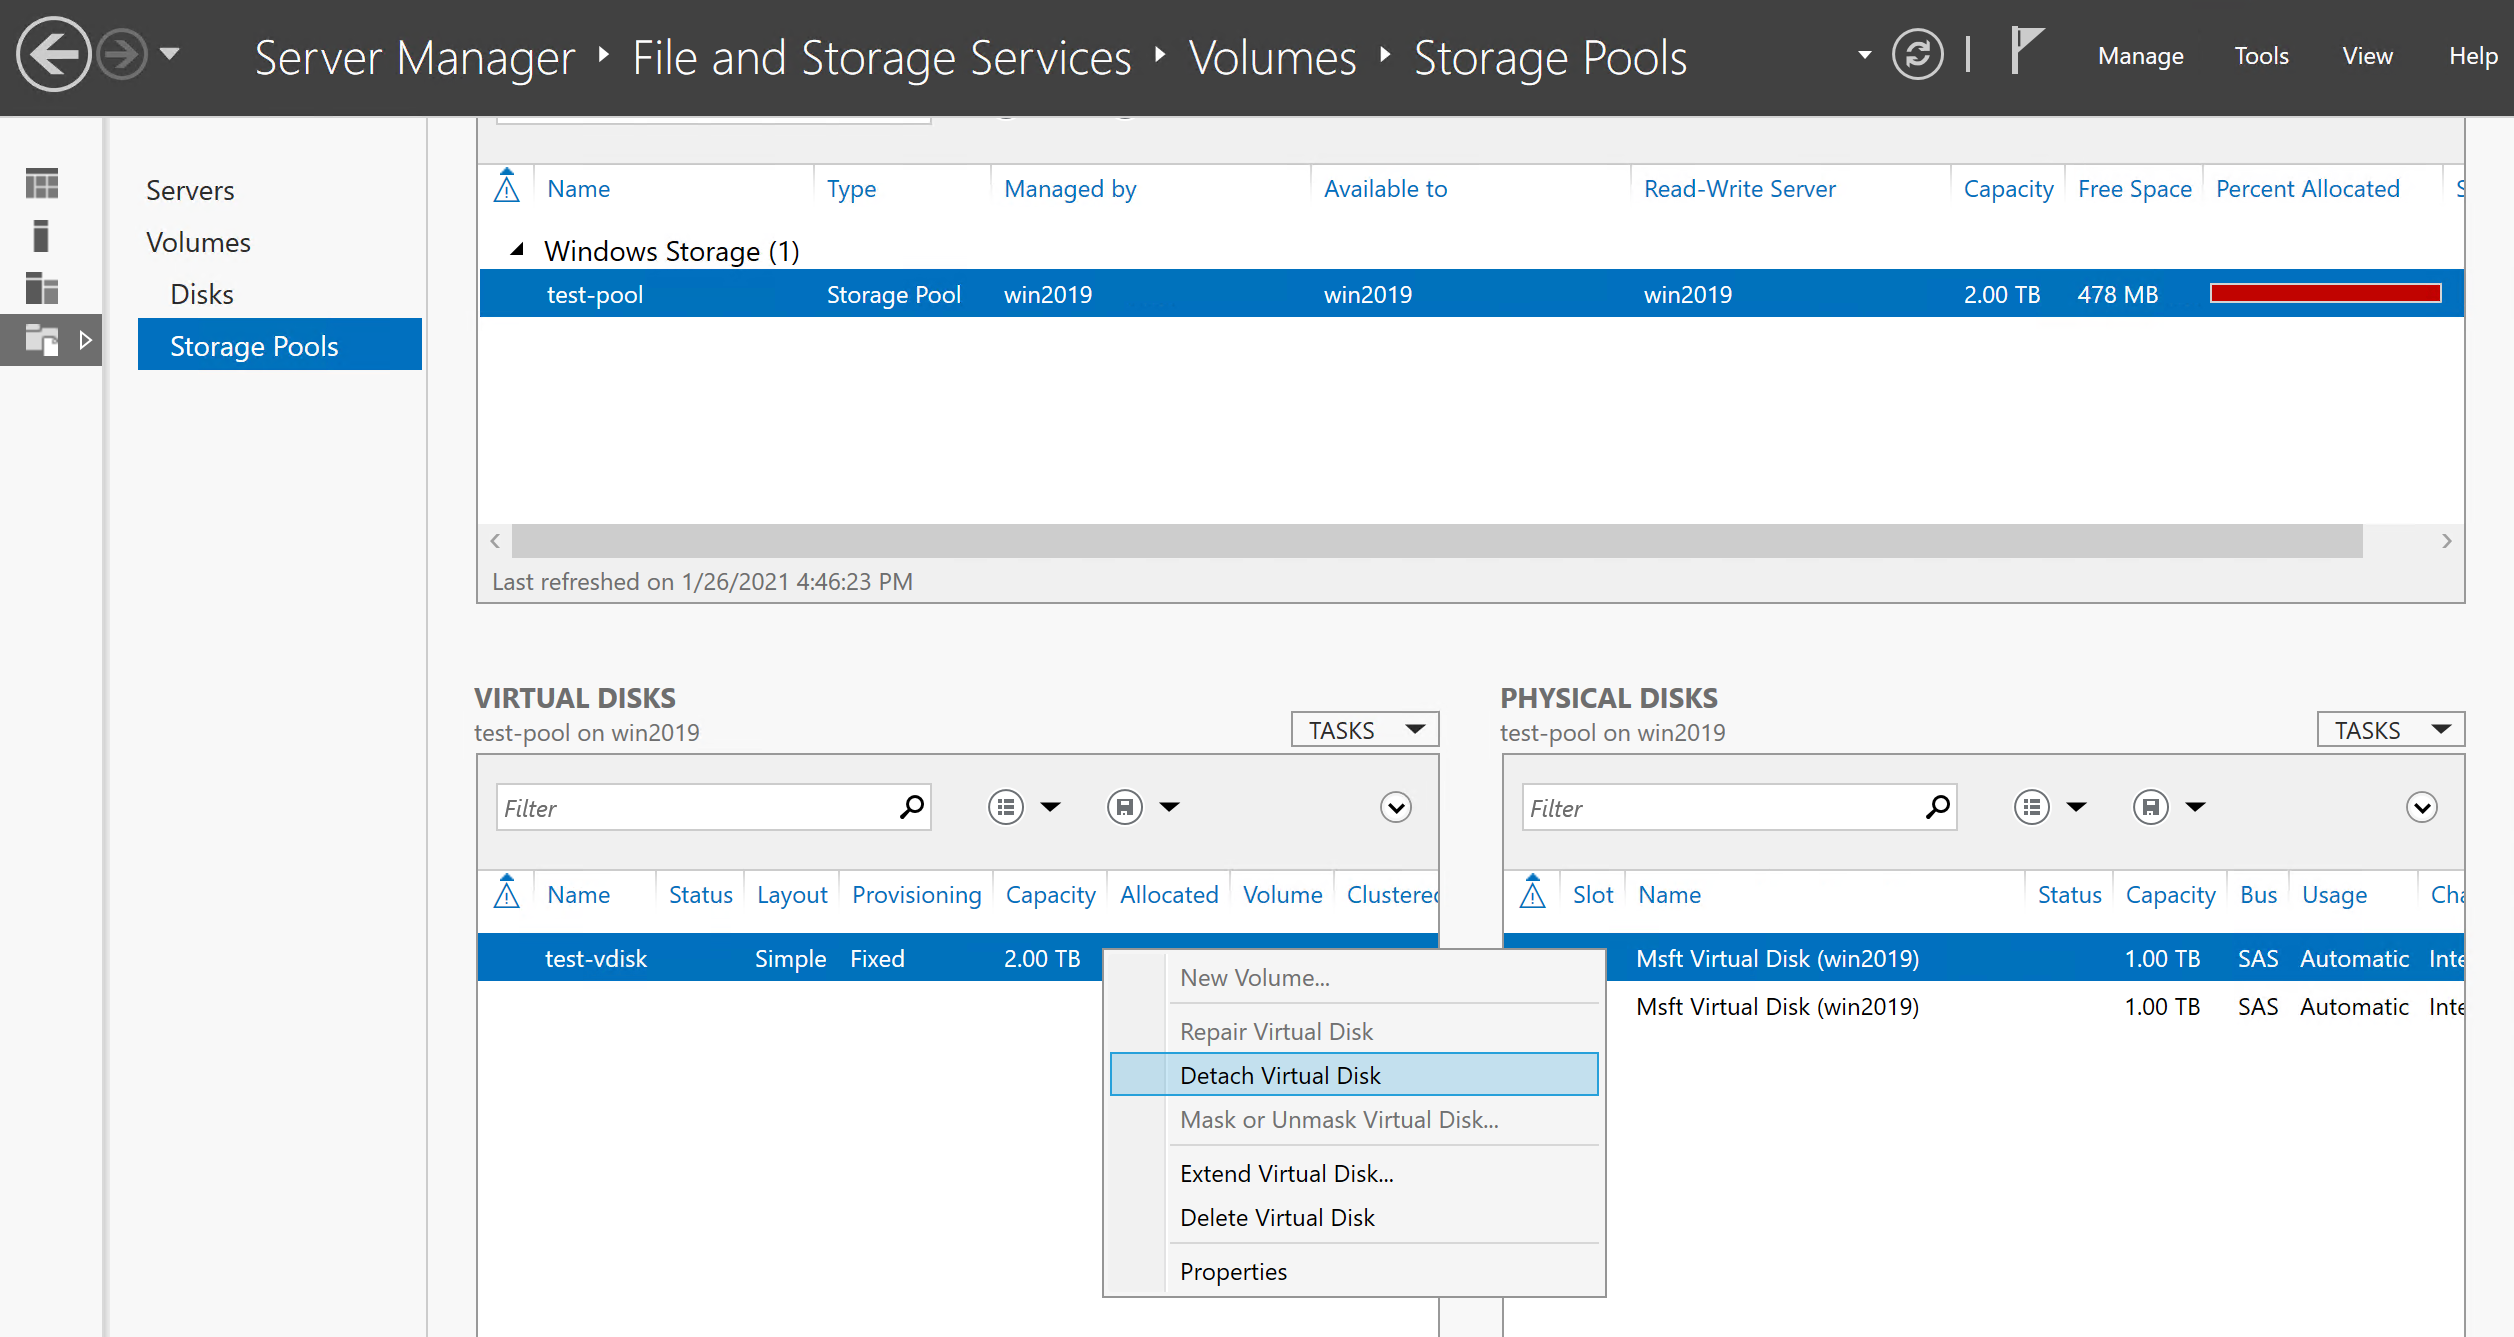 Server Manager ‣ File and Storage Services ‣ Volumes ‣ Storage Pools
Manage Tools View Help
Servers
Volumes
Disks
Storage Pools
Name Type Managed by Available to Read-Write Server Capacity Free Space Percent Allocated S
Windows Storage (1)
test-pool Storage Pool win2019 win2019 win2019 2.00 TB 478 MB
Last refreshed on 1/26/2021 4:46:23 PM
VIRTUAL DISKS
test-pool on win2019
TASKS
Filter
Name Status Layout Provisioning Capacity Allocated Volume Clustered
test-vdisk Simple Fixed 2.00 TB
New Volume...
Repair Virtual Disk
Detach Virtual Disk
Mask or Unmask Virtual Disk...
Extend Virtual Disk...
Delete Virtual Disk
Properties
PHYSICAL DISKS
test-pool on win2019
TASKS
Filter
Slot Name Status Capacity Bus Usage Cha
Msft Virtual Disk (win2019) 1.00 TB SAS Automatic Inte
Msft Virtual Disk (win2019) 1.00 TB SAS Automatic Inte